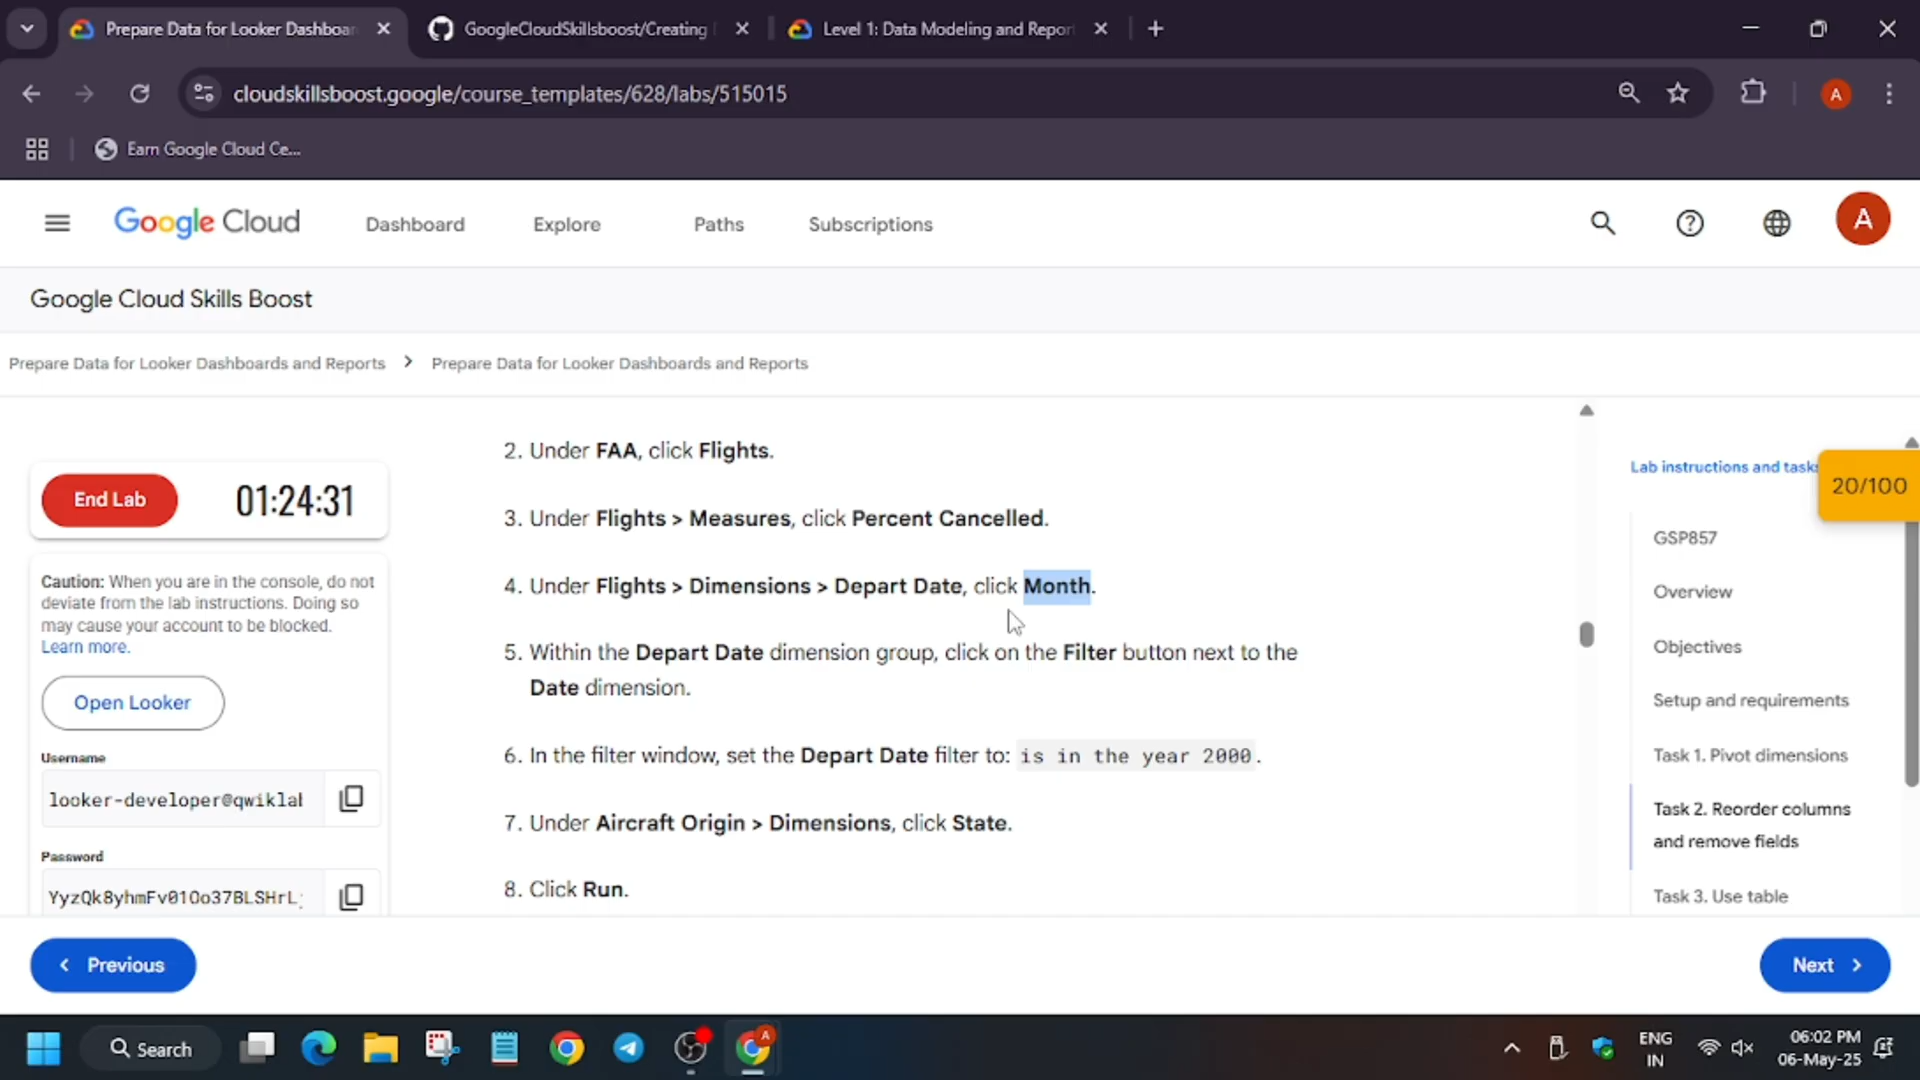 Prepare Data for Looker Dashboar
GoogleCloudSkillsboost/Creating
Level 1: Data Modeling and Repor
cloudskillsboost.google/course_templates/628/labs/515015
A
Earn Google Cloud Ce...
Google Cloud
Dashboard
Explore
Paths
Subscriptions
A
Google Cloud Skills Boost
Prepare Data for Looker Dashboards and Reports > Prepare Data for Looker Dashboards and Reports
End Lab
01:24:31
Caution: When you are in the console, do not
deviate from the lab instructions. Doing so
may cause your account to be blocked.
Learn more.
Open Looker
Username
looker-developer@qwiklab
Password
YyzQk8yhmFv01Oo37BLSHrL
2. Under FAA, click Flights.
3. Under Flights > Measures, click Percent Cancelled.
4. Under Flights > Dimensions > Depart Date, click Month.
5. Within the Depart Date dimension group, click on the Filter button next to the
Date dimension.
6. In the filter window, set the Depart Date filter to: is in the year 2000.
7. Under Aircraft Origin > Dimensions, click State.
8. Click Run.
Lab instructions and tasks
20/100
GSP857
Overview
Objectives
Setup and requirements
Task 1. Pivot dimensions
Task 2. Reorder columns
and remove fields
Task 3. Use table
Previous
Next
Search
A
ENG
IN
06:02 PM
06-May-25